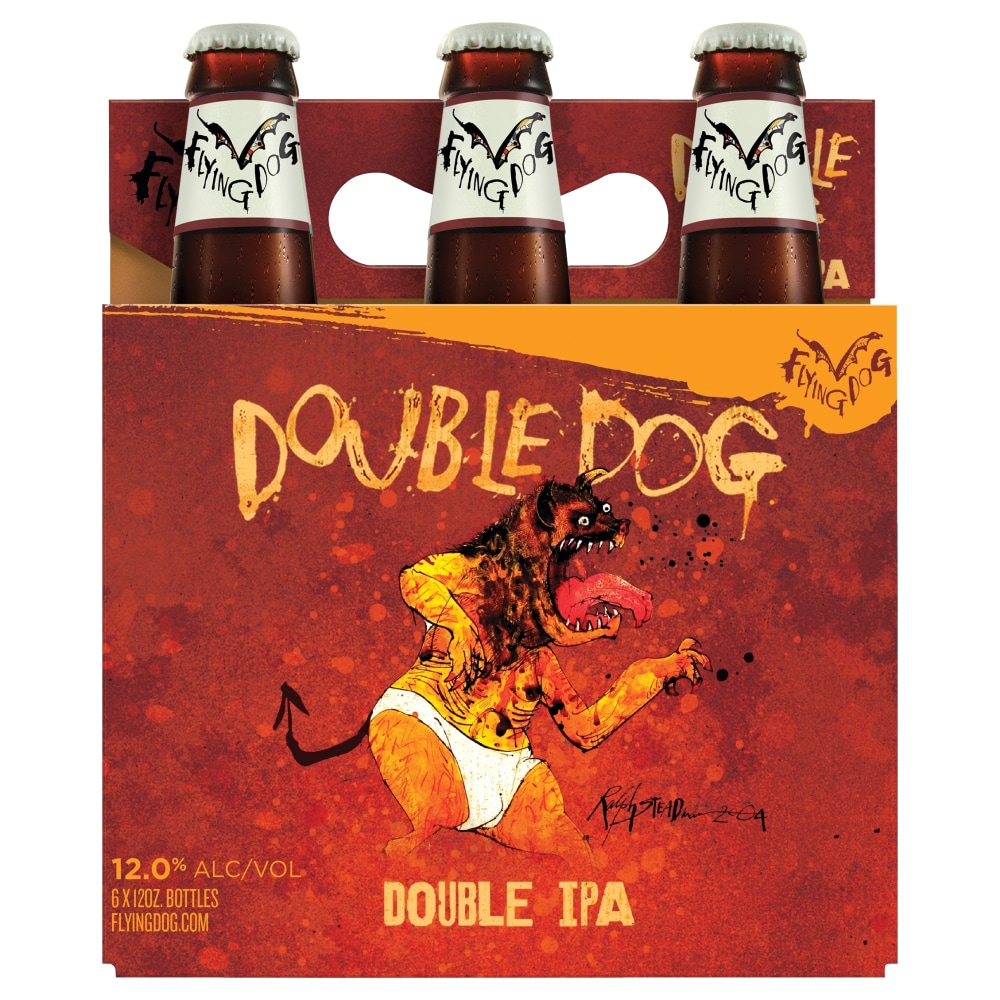 FLYING DOG
FLYING DOG
FLYING DOG
FLYING DOG
DOUBLE DOG
Ralph STEADman 2004
12.0% ALC/VOL
6 X 12OZ. BOTTLES
FLYINGDOG.COM
DOUBLE IPA